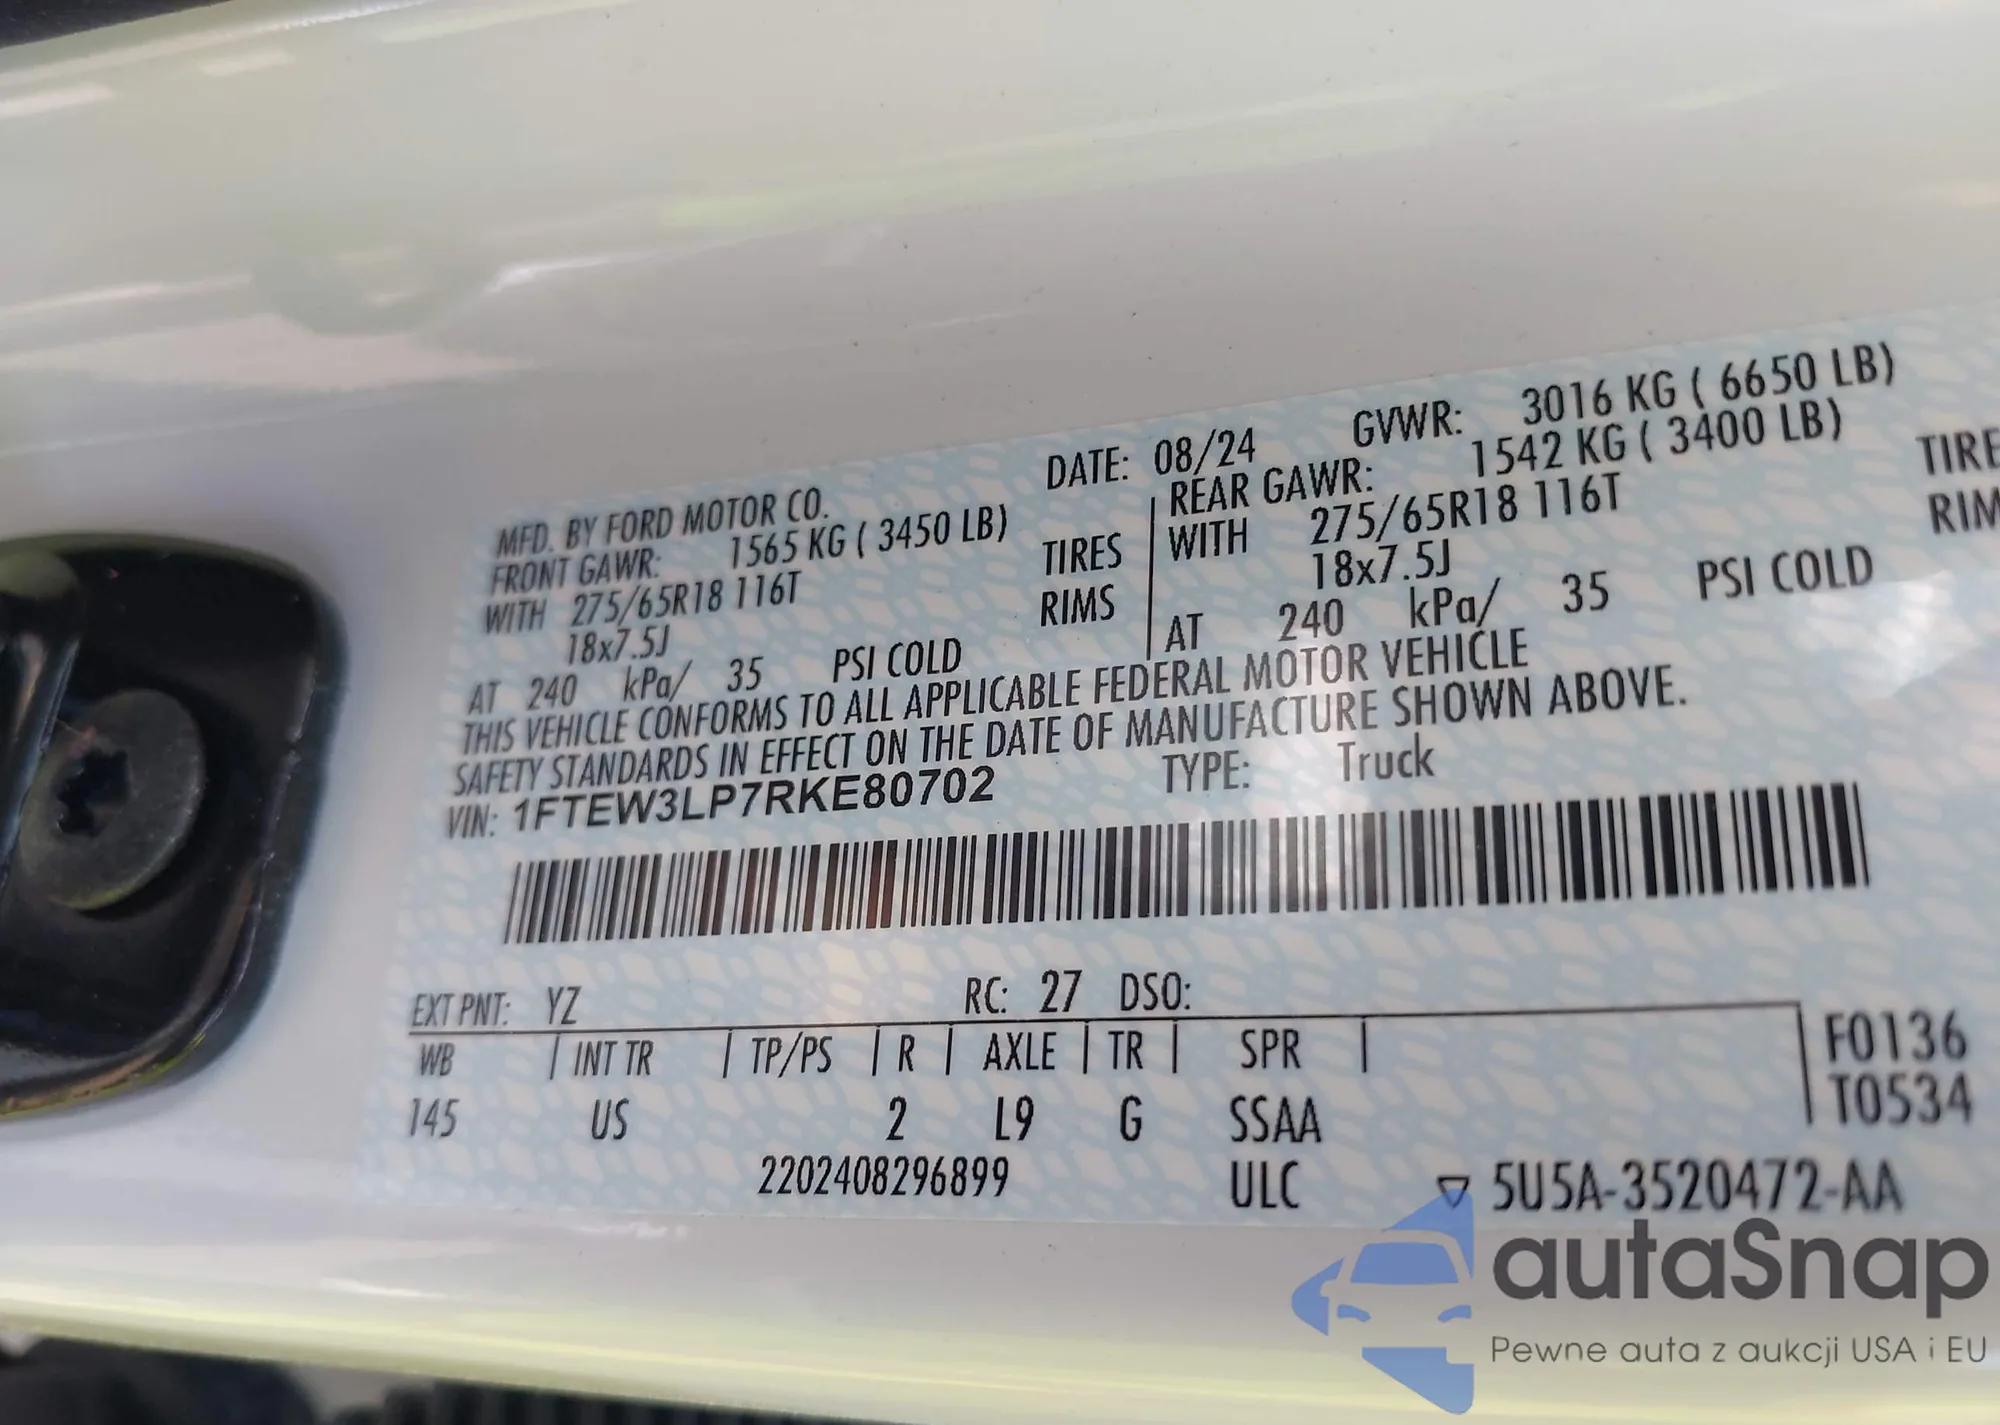 MFD. BY FORD MOTOR CO. DATE: 08/24 GVWR: 3016 KG ( 6650 LB)
FRONT GAWR: 1565 KG ( 3450 LB) REAR GAWR: 1542 KG ( 3400 LB)
WITH 275/65R18 116T TIRES WITH 275/65R18 116T TIRE
18x7.5J RIMS 18x7.5J RIM
AT 240 kPa/ 35 PSI COLD AT 240 kPa/ 35 PSI COLD
THIS VEHICLE CONFORMS TO ALL APPLICABLE FEDERAL MOTOR VEHICLE
SAFETY STANDARDS IN EFFECT ON THE DATE OF MANUFACTURE SHOWN ABOVE.
VIN: 1FTEW3LP7RKE80702 TYPE: Truck
EXT PNT: YZ RC: 27 DSO:
WB | INT TR | TP/PS | R | AXLE | TR | SPR | F0136
145 US 2 L9 G SSAA T0534
2202408296899 ULC ▽ 5U5A-3520472-AA
autaSnap
Pewne auta z aukcji USA i EU